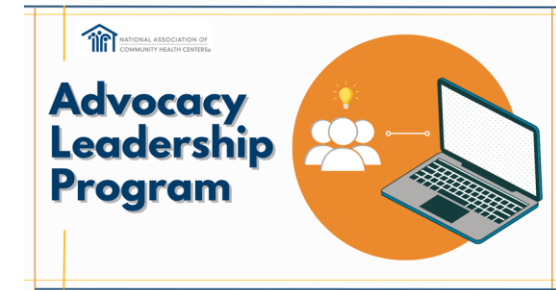 NATIONAL ASSOCIATION OF
COMMUNITY HEALTH CENTERS®
Advocacy
Leadership
Program